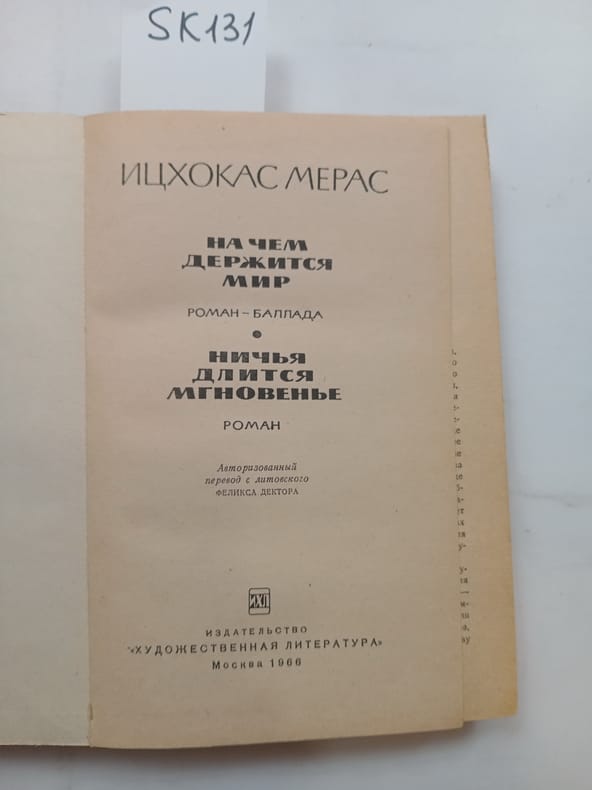 SK131
ИЦХОКАС МЕРАС
НА ЧЕМ
ДЕРЖИТСЯ
МИР
РОМАН–БАЛЛАДА
НИЧЬЯ
ДЛИТСЯ
МГНОВЕНЬЕ
РОМАН
Авторизованный
перевод с литовского
ФЕЛИКСА ДЕКТОРА
ИХЛ
ИЗДАТЕЛЬСТВО
«ХУДОЖЕСТВЕННАЯ ЛИТЕРАТУРА»
Москва 1966